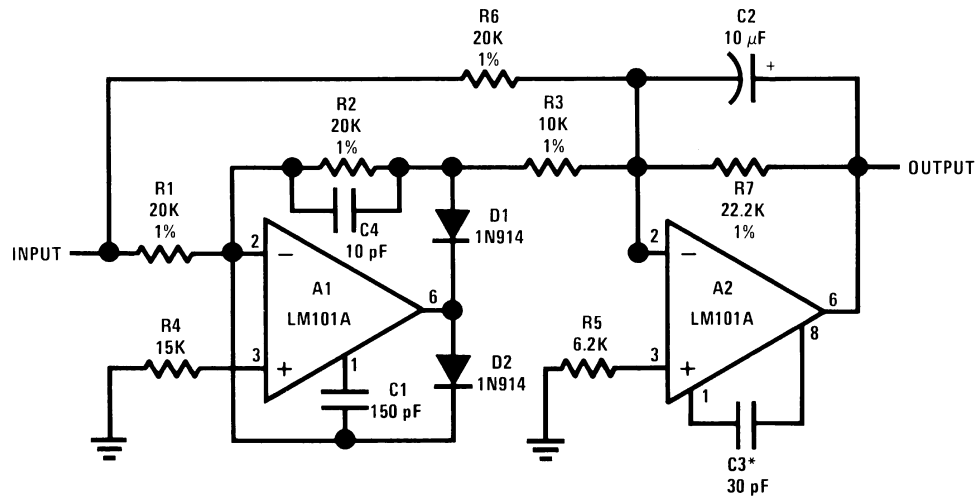 R6
20K
1%
C2
10 μF
+
R2
20K
1%
R3
10K
1%
OUTPUT
R1
20K
1%
C4
10 pF
D1
1N914
R7
22.2K
1%
INPUT
2
−
A1
LM101A
6
2
−
A2
LM101A
6
8
R4
15K
3
+
1
R5
6.2K
3
+
1
D2
1N914
C1
150 pF
C3*
30 pF